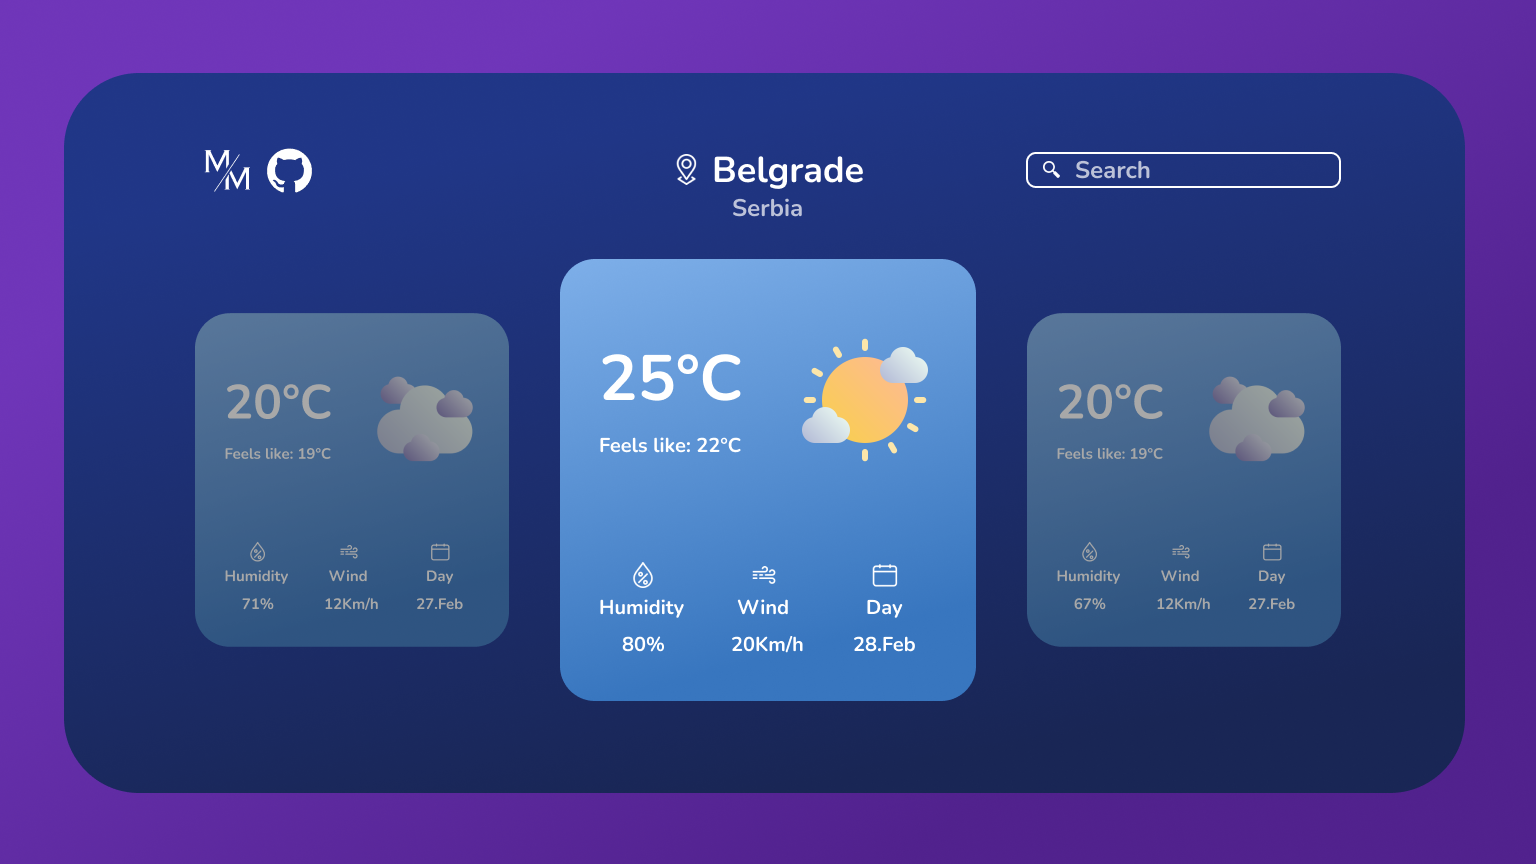 M/M
Belgrade
Serbia
Search
20°C
Feels like: 19°C
Humidity Wind Day
71% 12Km/h 27.Feb
25°C
Feels like: 22°C
Humidity Wind Day
80% 20Km/h 28.Feb
20°C
Feels like: 19°C
Humidity Wind Day
67% 12Km/h 27.Feb